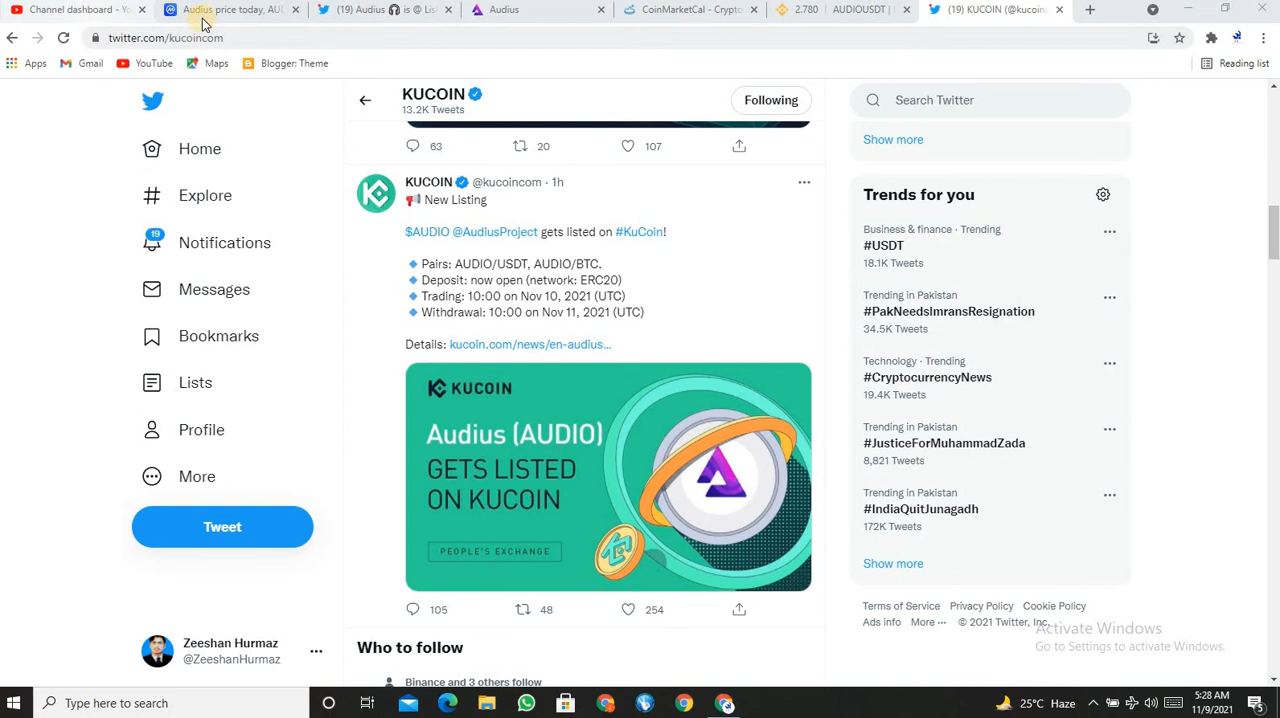 Channel dashboard - Yo
Audius price today, AU
(19) Audius 🎧 is @ Lis
Audius
CoinMarketCal - Crypto
2.780 | AUDIOUSDT | B
(19) KUCOIN (@kucoinc
twitter.com/kucoincom
Apps
Gmail
YouTube
Maps
Blogger: Theme
Reading list
KUCOIN
13.2K Tweets
Following
Search Twitter
Show more
63 20 107
Home
Explore
19
Notifications
Messages
Bookmarks
Lists
Profile
More
Tweet
Zeeshan Hurmaz
@ZeeshanHurmaz
KUCOIN @kucoincom · 1h
📢 New Listing
$AUDIO @AudiusProject gets listed on #KuCoin!
🔹 Pairs: AUDIO/USDT, AUDIO/BTC.
🔹 Deposit: now open (network: ERC20)
🔹 Trading: 10:00 on Nov 10, 2021 (UTC)
🔹 Withdrawal: 10:00 on Nov 11, 2021 (UTC)
Details: kucoin.com/news/en-audius...
KUCOIN
Audius (AUDIO)
GETS LISTED
ON KUCOIN
PEOPLE'S EXCHANGE
105 48 254
Who to follow
Binance and 3 others follow
Trends for you
Business & finance · Trending
#USDT
18.1K Tweets
Trending in Pakistan
#PakNeedsImransResignation
34.5K Tweets
Technology · Trending
#CryptocurrencyNews
19.4K Tweets
Trending in Pakistan
#JusticeForMuhammadZada
8,821 Tweets
Trending in Pakistan
#IndiaQuitJunagadh
172K Tweets
Show more
Terms of Service Privacy Policy Cookie Policy
Ads info More ··· © 2021 Twitter, Inc.
Activate Windows
Go to Settings to activate Windows.
Type here to search
25°C Haze
5:28 AM
11/9/2021
5